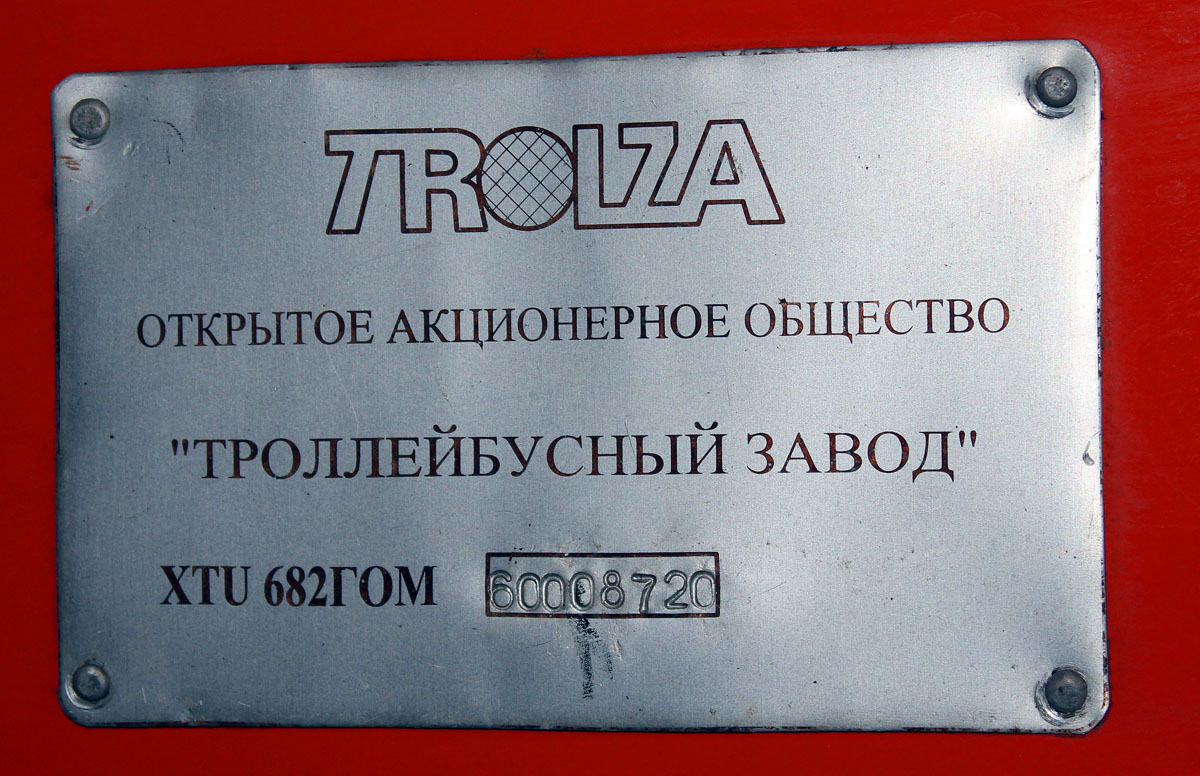 TROLZA
ОТКРЫТОЕ АКЦИОНЕРНОЕ ОБЩЕСТВО
"ТРОЛЛЕЙБУСНЫЙ ЗАВОД"
XTU 682ГОМ 60008720